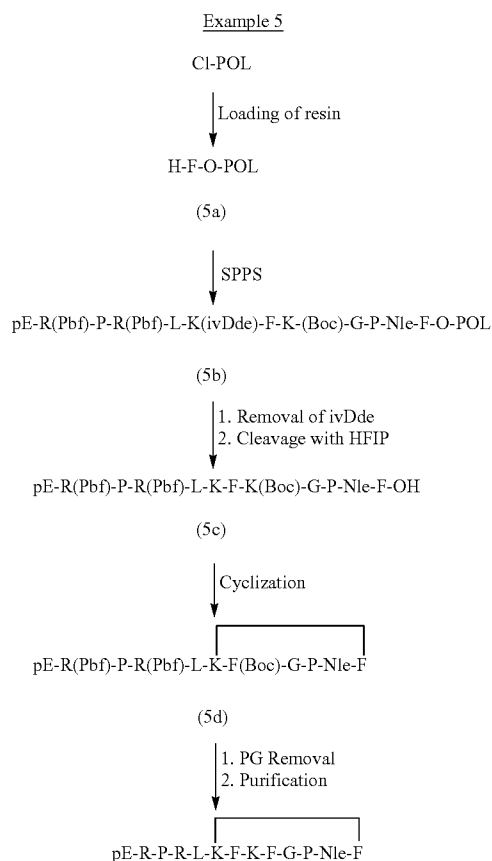 Example 5
Cl-POL
Loading of resin
H-F-O-POL
(5a)
SPPS
pE-R(Pbf)-P-R(Pbf)-L-K(ivDde)-F-K-(Boc)-G-P-Nle-F-O-POL
(5b)
1. Removal of ivDde
2. Cleavage with HFIP
pE-R(Pbf)-P-R(Pbf)-L-K-F-K(Boc)-G-P-Nle-F-OH
(5c)
Cyclization
pE-R(Pbf)-P-R(Pbf)-L-K-F(Boc)-G-P-Nle-F
(5d)
1. PG Removal
2. Purification
pE-R-P-R-L-K-F-K-F-G-P-Nle-F